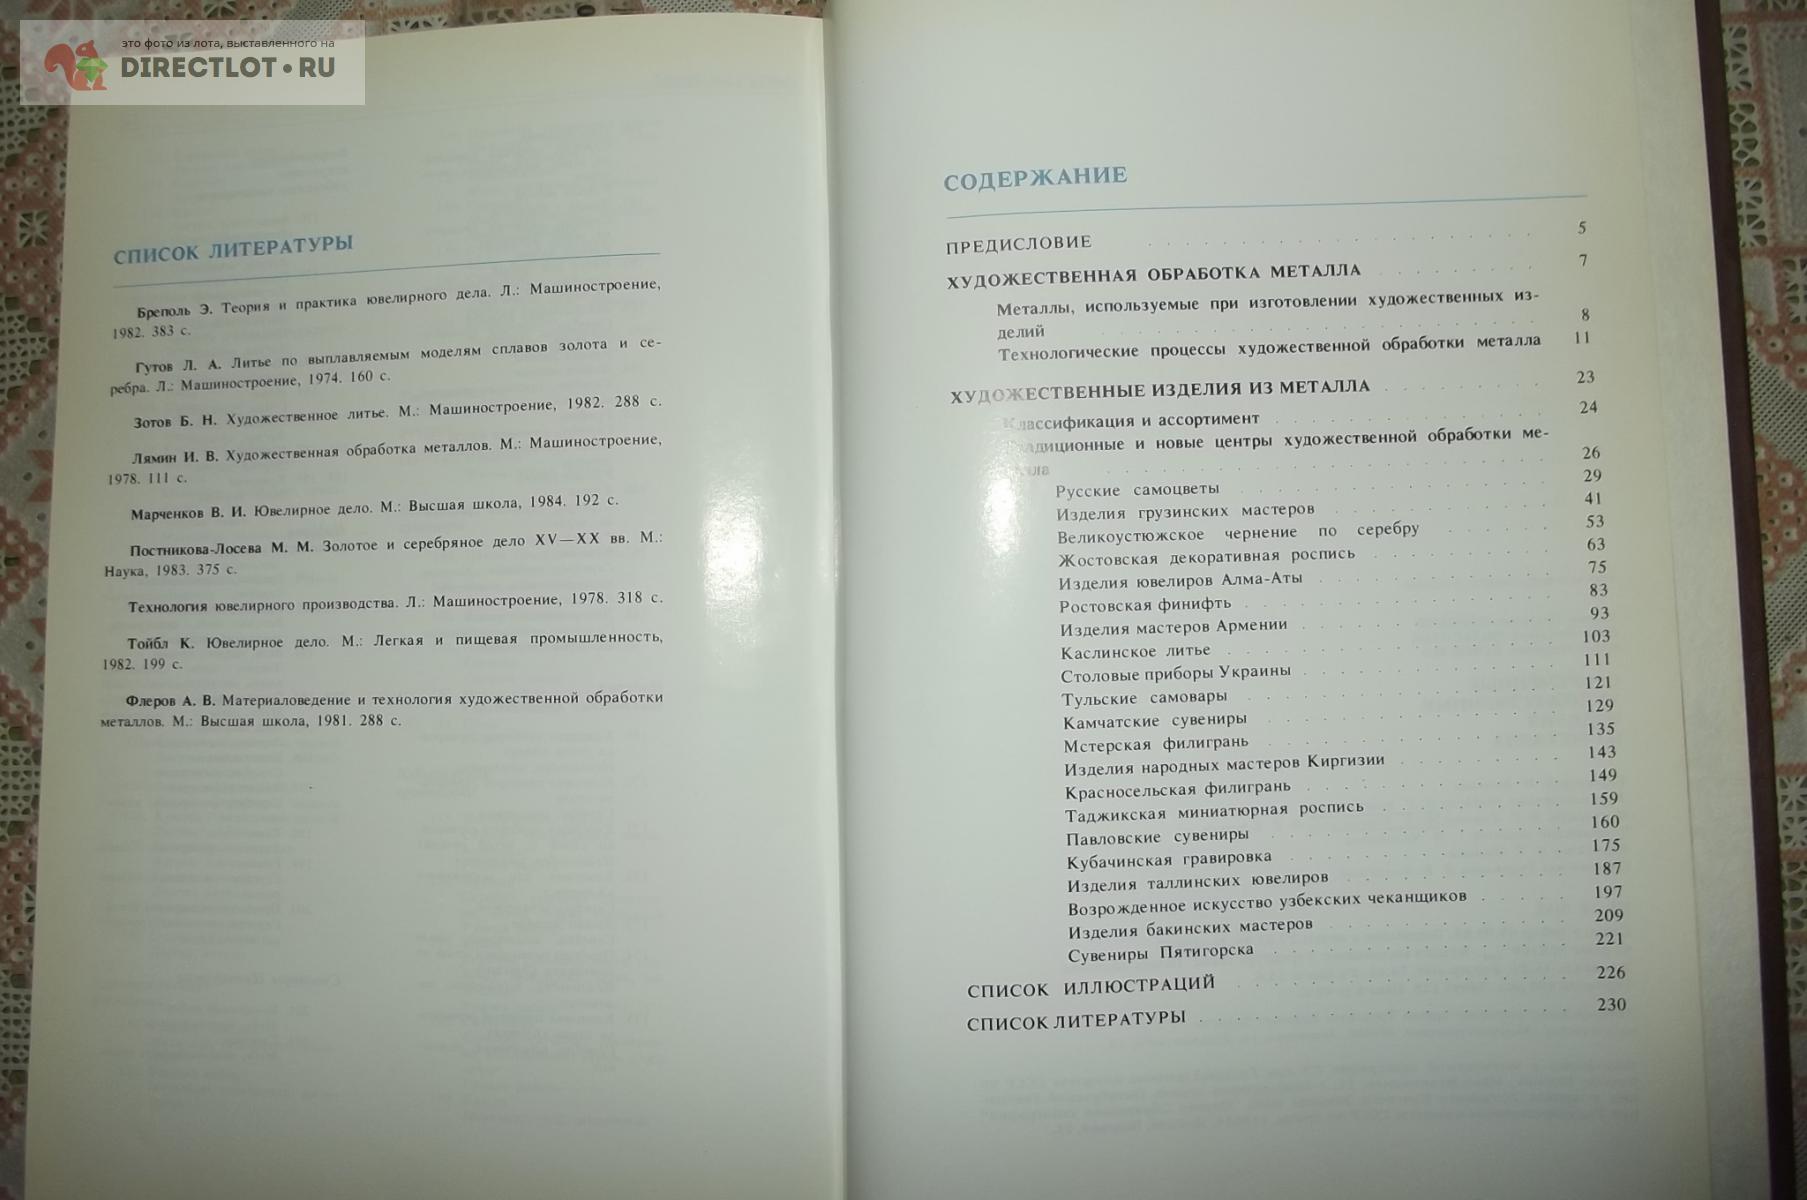 это фото из лота, выставленного на
DIRECTLOT•RU
СПИСОК ЛИТЕРАТУРЫ
Бреполь Э. Теория и практика ювелирного дела. Л.: Машиностроение,
1982. 383 с.
Гутов Л. А. Литье по выплавляемым моделям сплавов золота и се-
ребра. Л.: Машиностроение, 1974. 160 с.
Зотов Б. Н. Художественное литье. М.: Машиностроение, 1982. 288 с.
Лямин И. В. Художественная обработка металлов. М.: Машиностроение,
1978. 111 с.
Марченков В. И. Ювелирное дело. М.: Высшая школа, 1984. 192 с.
Постникова-Лосева М. М. Золотое и серебряное дело XV—XX вв. М.:
Наука, 1983. 375 с.
Технология ювелирного производства. Л.: Машиностроение, 1978. 318 с.
Тойбл К. Ювелирное дело. М.: Легкая и пищевая промышленность,
1982. 199 с.
Флеров А. В. Материаловедение и технология художественной обработки
металлов. М.: Высшая школа, 1981. 288 с.
СОДЕРЖАНИЕ
ПРЕДИСЛОВИЕ 5
ХУДОЖЕСТВЕННАЯ ОБРАБОТКА МЕТАЛЛА 7
Металлы, используемые при изготовлении художественных из-
делий 8
Технологические процессы художественной обработки металла 11
ХУДОЖЕСТВЕННЫЕ ИЗДЕЛИЯ ИЗ МЕТАЛЛА 23
Классификация и ассортимент 24
Традиционные и новые центры художественной обработки ме-
талла 26
Русские самоцветы 29
Изделия грузинских мастеров 41
Великоустюжское чернение по серебру 53
Жостовская декоративная роспись 63
Изделия ювелиров Алма-Аты 75
Ростовская финифть 83
Изделия мастеров Армении 93
Каслинское литье 103
Столовые приборы Украины 111
Тульские самовары 121
Камчатские сувениры 129
Мстерская филигрань 135
Изделия народных мастеров Киргизии 143
Красносельская филигрань 149
Таджикская миниатюрная роспись 159
Павловские сувениры 160
Кубачинская гравировка 175
Изделия таллинских ювелиров 187
Возрожденное искусство узбекских чеканщиков 197
Изделия бакинских мастеров 209
Сувениры Пятигорска 221
СПИСОК ИЛЛЮСТРАЦИЙ 226
СПИСОК ЛИТЕРАТУРЫ 230